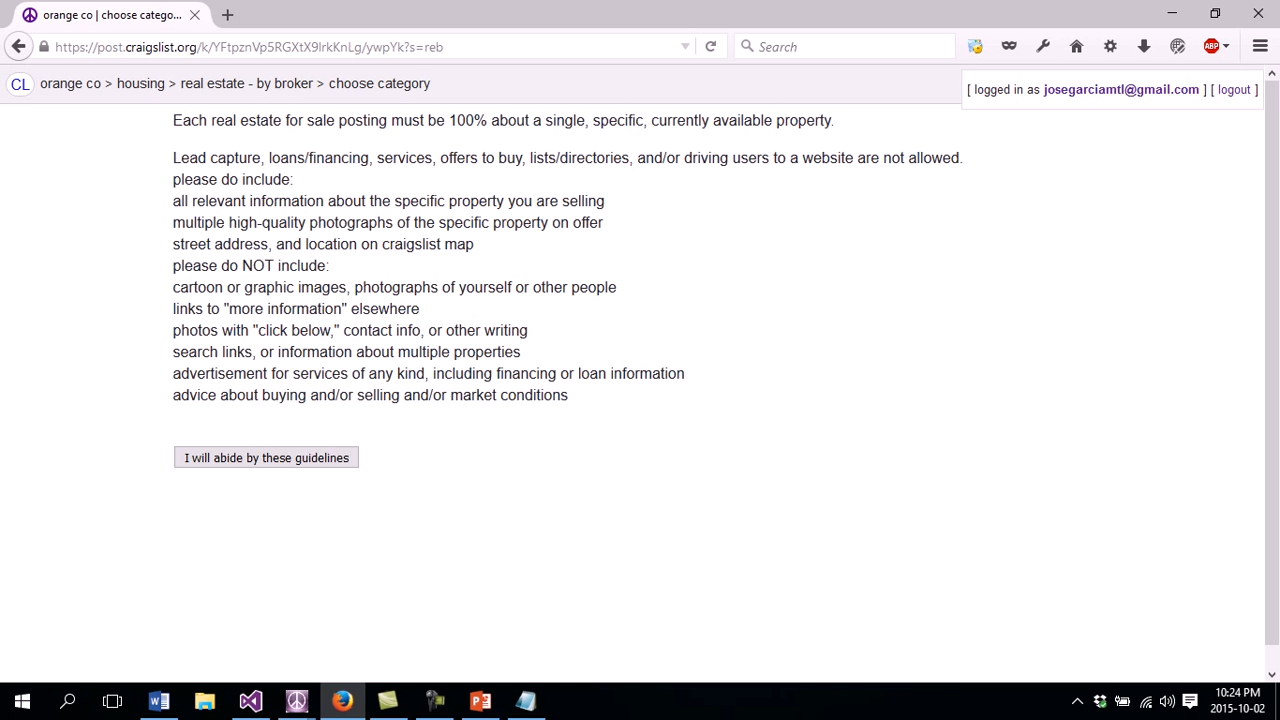 orange co | choose catego...
https://post.craigslist.org/k/YFtpznVp5RGXtX9lrkKnLg/ywpYk?s=reb
Search
ABP
CL orange co > housing > real estate - by broker > choose category
[ logged in as josegarciamtl@gmail.com ] [ logout ]
Each real estate for sale posting must be 100% about a single, specific, currently available property.
Lead capture, loans/financing, services, offers to buy, lists/directories, and/or driving users to a website are not allowed.
please do include:
all relevant information about the specific property you are selling
multiple high-quality photographs of the specific property on offer
street address, and location on craigslist map
please do NOT include:
cartoon or graphic images, photographs of yourself or other people
links to "more information" elsewhere
photos with "click below," contact info, or other writing
search links, or information about multiple properties
advertisement for services of any kind, including financing or loan information
advice about buying and/or selling and/or market conditions
I will abide by these guidelines
10:24 PM
2015-10-02